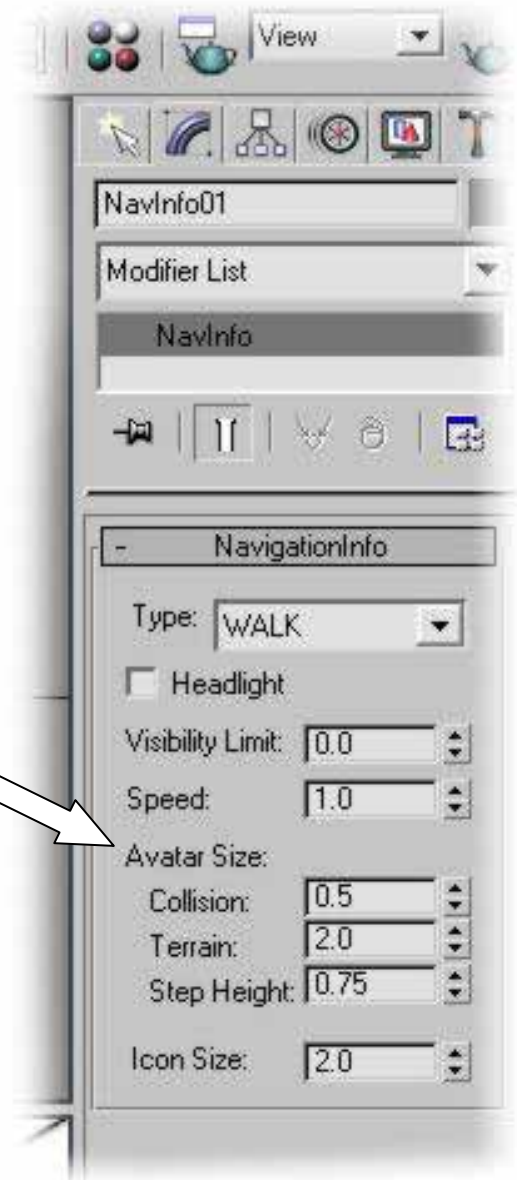 View
NavInfo01
Modifier List
NavInfo
- NavigationInfo
Type: WALK
Headlight
Visibility Limit: 0.0
Speed: 1.0
Avatar Size:
Collision: 0.5
Terrain: 2.0
Step Height: 0.75
Icon Size: 2.0